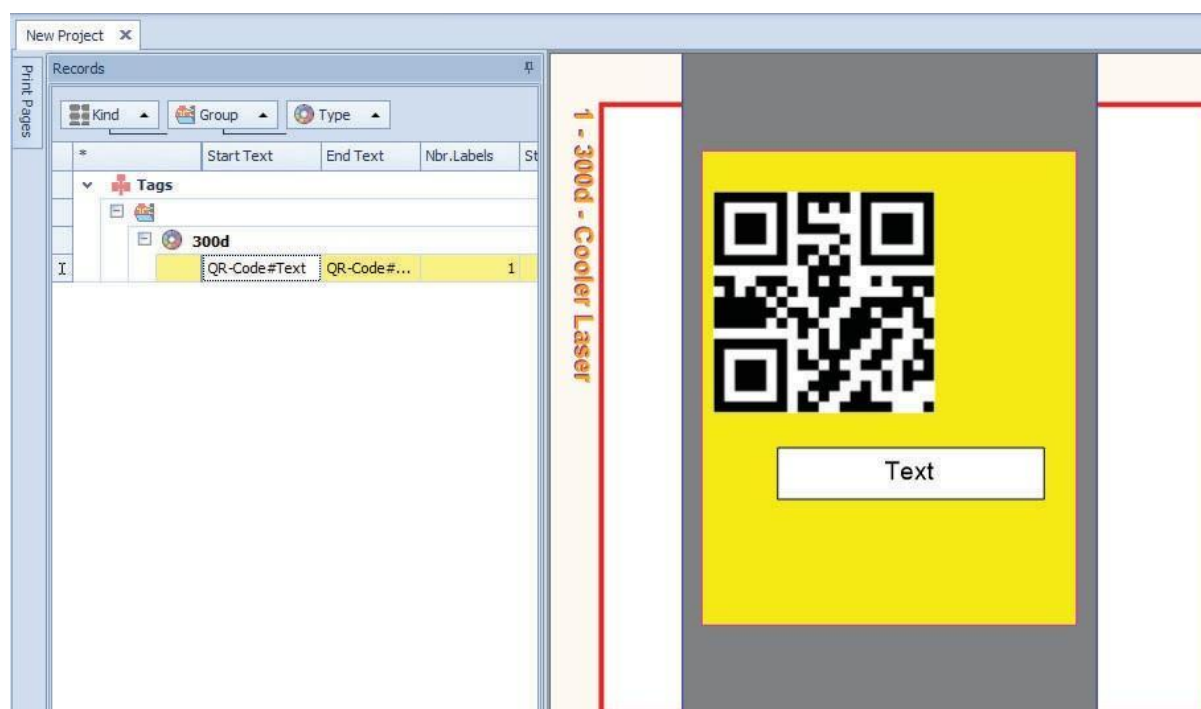 New Project
Print Pages
Records
Kind Group Type
* Start Text End Text Nbr.Labels St
Tags
300d
QR-Code#Text QR-Code#... 1
1 - 300d - Cooler Laser
Text